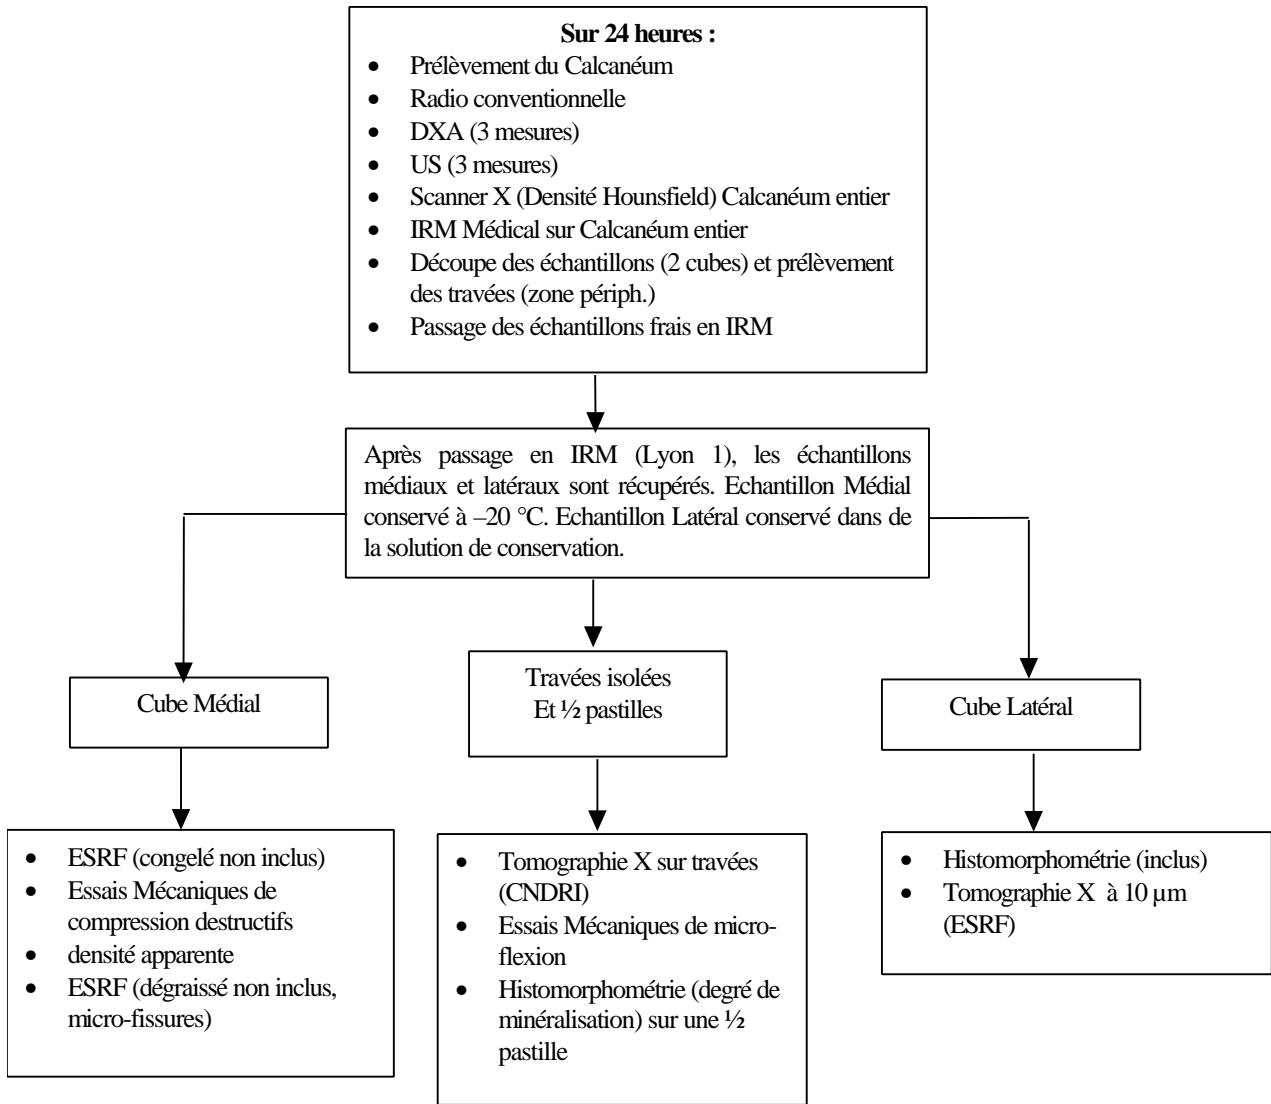 Sur 24 heures :
• Prélèvement du Calcanéum
• Radio conventionnelle
• DXA (3 mesures)
• US (3 mesures)
• Scanner X (Densité Hounsfield) Calcanéum entier
• IRM Médical sur Calcanéum entier
• Découpe des échantillons (2 cubes) et prélèvement
des travées (zone périph.)
• Passage des échantillons frais en IRM
Après passage en IRM (Lyon 1), les échantillons
médiaux et latéraux sont récupérés. Echantillon Médial
conservé à –20 °C. Echantillon Latéral conservé dans de
la solution de conservation.
Cube Médial
Travées isolées
Et ½ pastilles
Cube Latéral
• ESRF (congelé non inclus)
• Essais Mécaniques de
compression destructifs
• densité apparente
• ESRF (dégraissé non inclus,
micro-fissures)
• Tomographie X sur travées
(CNDRI)
• Essais Mécaniques de micro-
flexion
• Histomorphométrie (degré de
minéralisation) sur une ½
pastille
• Histomorphométrie (inclus)
• Tomographie X à 10 µm
(ESRF)